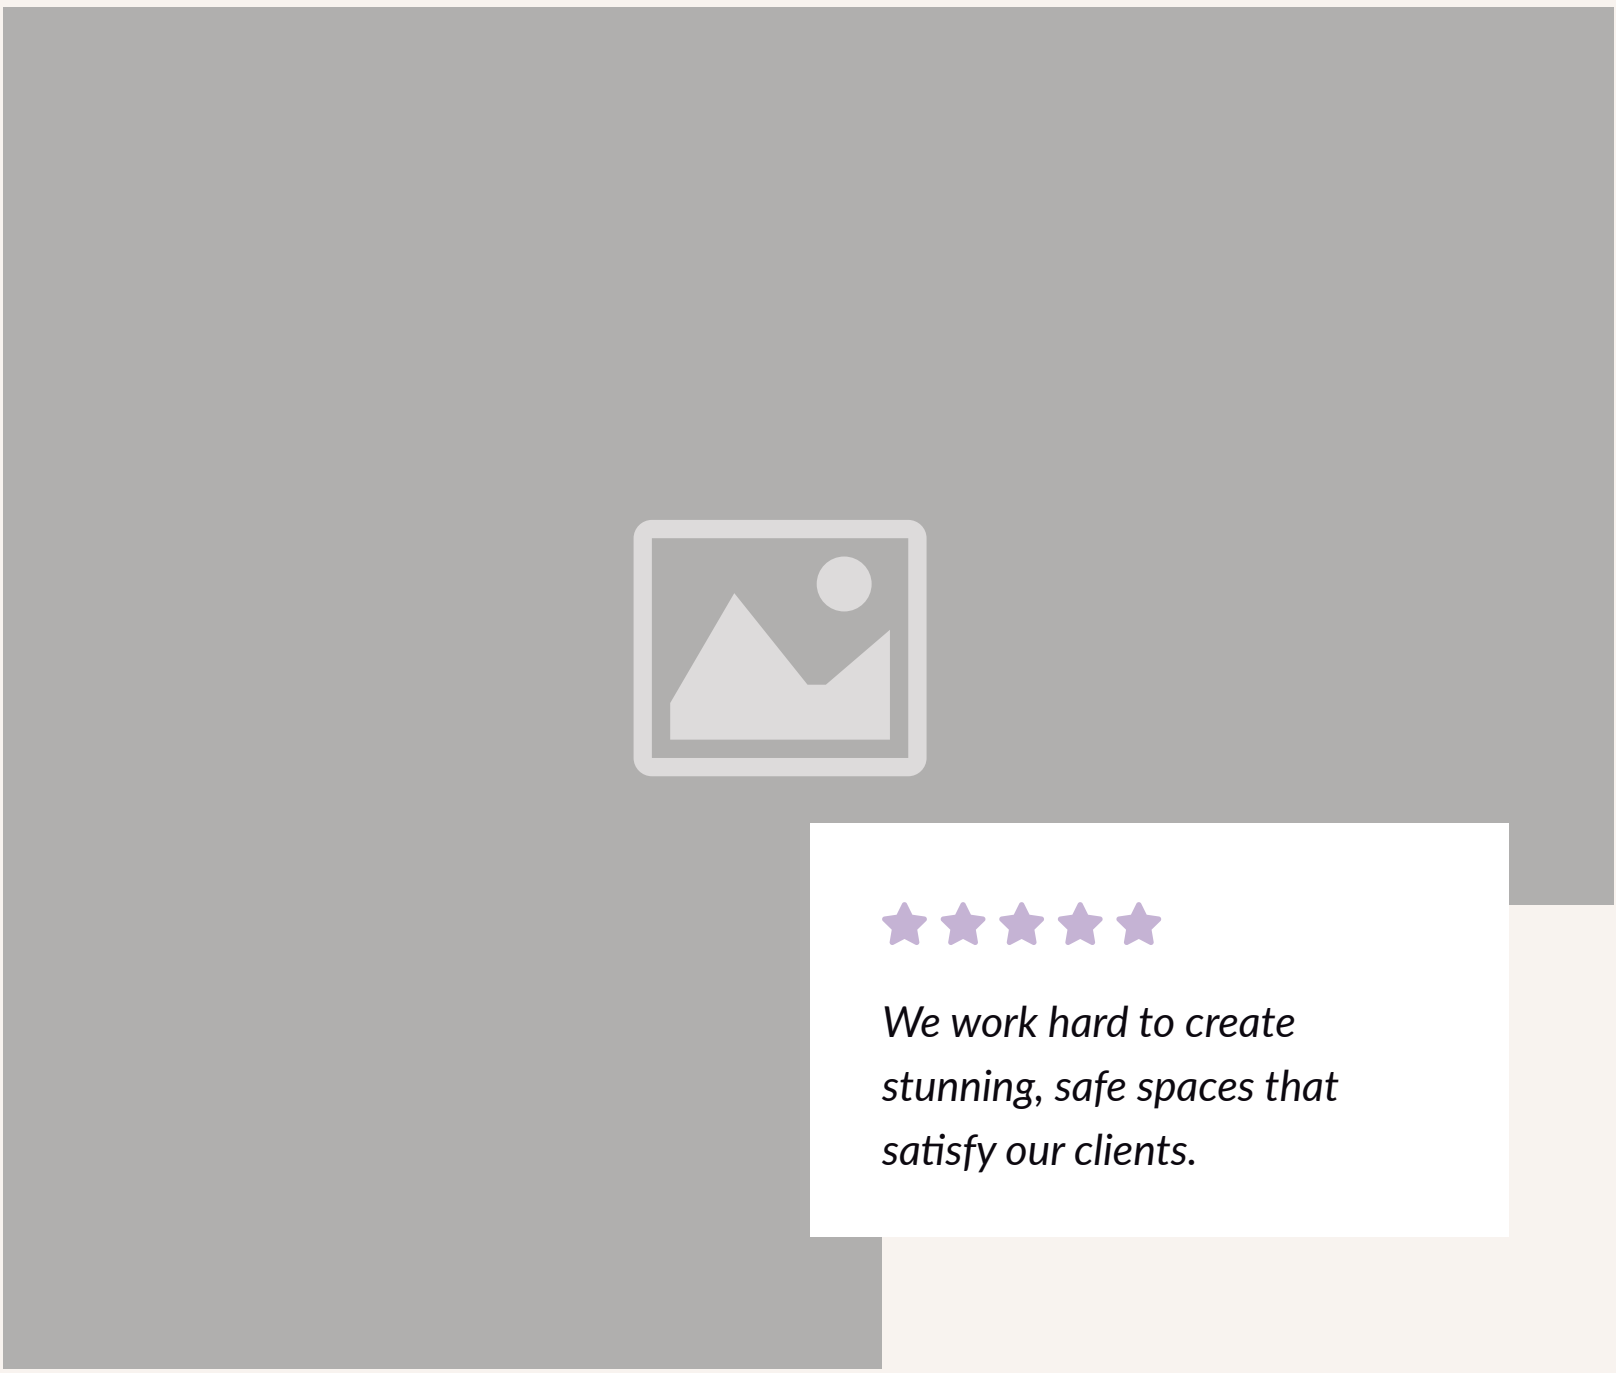 We work hard to create
stunning, safe spaces that
satisfy our clients.